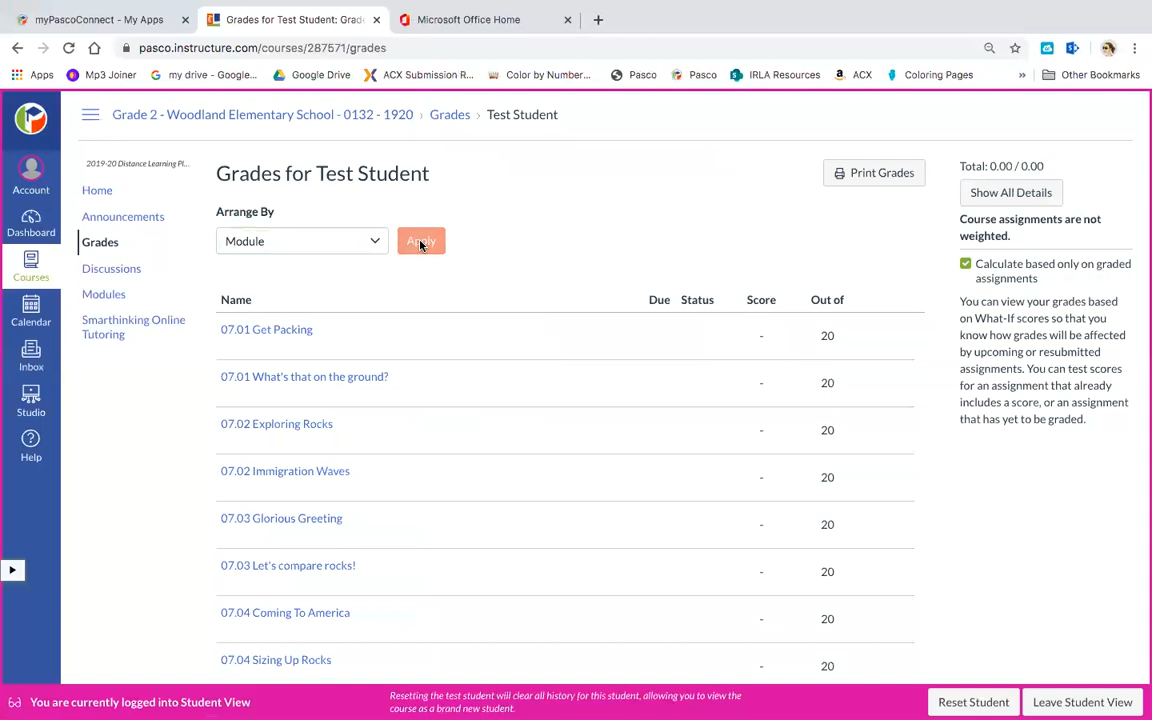 myPascoConnect - My Apps
Grades for Test Student: Grade
Microsoft Office Home
pasco.instructure.com/courses/287571/grades
Apps
Mp3 Joiner
my drive - Google...
Google Drive
ACX Submission R...
Color by Number...
Pasco
Pasco
IRLA Resources
ACX
Coloring Pages
»
Other Bookmarks
Grade 2 - Woodland Elementary School - 0132 - 1920 › Grades › Test Student
Account
Dashboard
Courses
Calendar
Inbox
Studio
Help
2019-20 Distance Learning Pl...
Home
Announcements
Grades
Discussions
Modules
Smarthinking Online
Tutoring
Grades for Test Student
Print Grades
Arrange By
Module
Apply
Name Due Status Score Out of
07.01 Get Packing - 20
07.01 What's that on the ground? - 20
07.02 Exploring Rocks - 20
07.02 Immigration Waves - 20
07.03 Glorious Greeting - 20
07.03 Let's compare rocks! - 20
07.04 Coming To America - 20
07.04 Sizing Up Rocks - 20
Total: 0.00 / 0.00
Show All Details
Course assignments are not
weighted.
Calculate based only on graded
assignments
You can view your grades based
on What-If scores so that you
know how grades will be affected
by upcoming or resubmitted
assignments. You can test scores
for an assignment that already
includes a score, or an assignment
that has yet to be graded.
You are currently logged into Student View
Resetting the test student will clear all history for this student, allowing you to view the
course as a brand new student.
Reset Student
Leave Student View